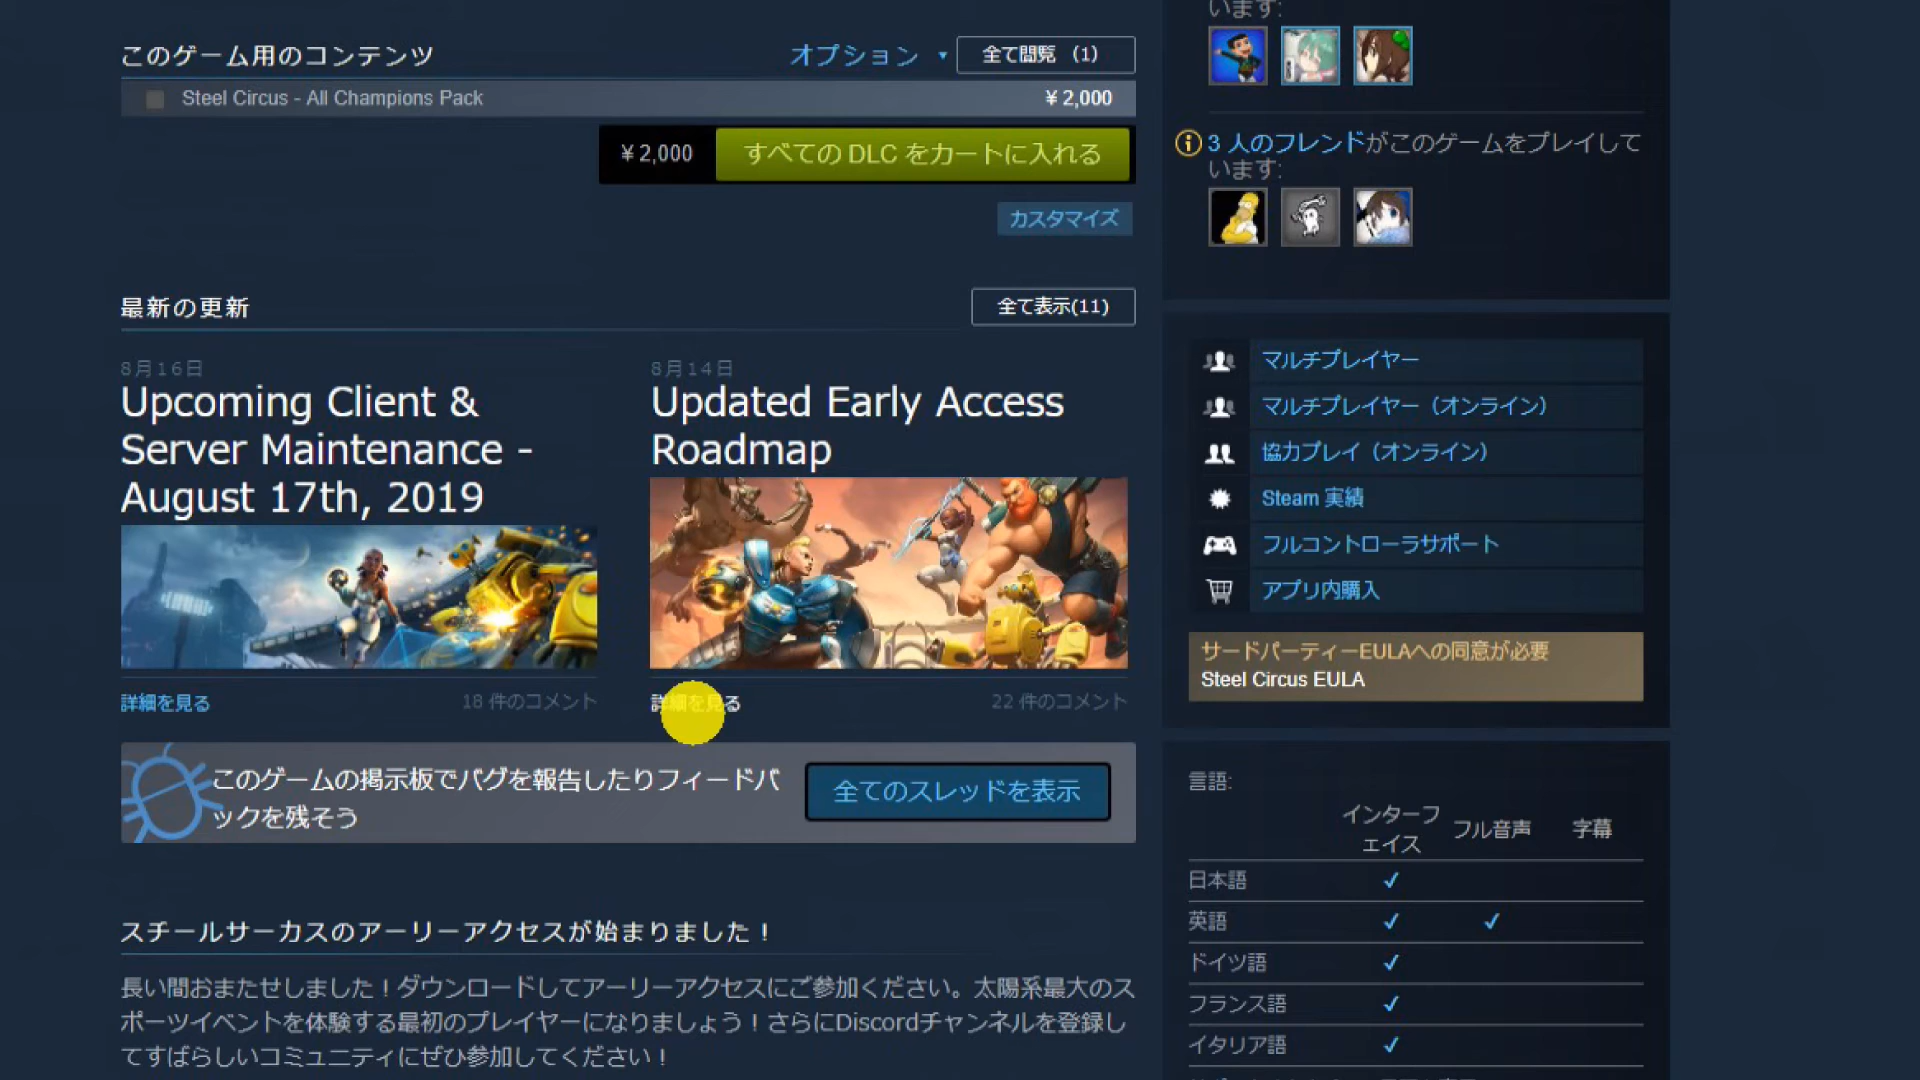 このゲーム用のコンテンツ
オプション
全て閲覧 (1)
Steel Circus - All Champions Pack
¥ 2,000
¥ 2,000
すべての DLC をカートに入れる
カスタマイズ
最新の更新
全て表示(11)
8月16日
Upcoming Client &
Server Maintenance -
August 17th, 2019
詳細を見る
18 件のコメント
8月14日
Updated Early Access
Roadmap
詳細を見る
22 件のコメント
このゲームの掲示板でバグを報告したりフィードバ
ックを残そう
全てのスレッドを表示
スチールサーカスのアーリーアクセスが始まりました！
長い間おまたせしました！ダウンロードしてアーリーアクセスにご参加ください。太陽系最大のス
ポーツイベントを体験する最初のプレイヤーになりましょう！さらにDiscordチャンネルを登録し
てすばらしいコミュニティにぜひ参加してください！
います:
3 人のフレンドがこのゲームをプレイして
います:
マルチプレイヤー
マルチプレイヤー（オンライン）
協力プレイ（オンライン）
Steam 実績
フルコントローラサポート
アプリ内購入
サードパーティーEULAへの同意が必要
Steel Circus EULA
言語:
インターフ
ェイス
フル音声
字幕
日本語 ✓
英語 ✓ ✓
ドイツ語 ✓
フランス語 ✓
イタリア語 ✓